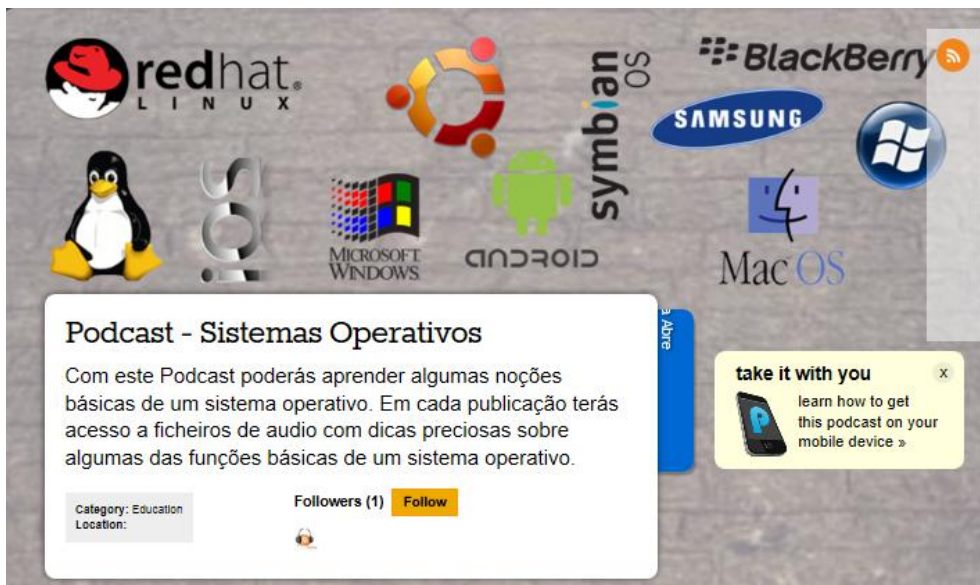 redhat.
LINUX
symbian
OS
BlackBerry
SAMSUNG
iOS
MICROSOFT
WINDOWS
ANDROID
Mac OS
Podcast - Sistemas Operativos
Com este Podcast poderás aprender algumas noções
básicas de um sistema operativo. Em cada publicação terás
acesso a ficheiros de audio com dicas preciosas sobre
algumas das funções básicas de um sistema operativo.
Category: Education
Location:
Followers (1) Follow
a Abre
take it with you x
learn how to get
this podcast on your
mobile device »